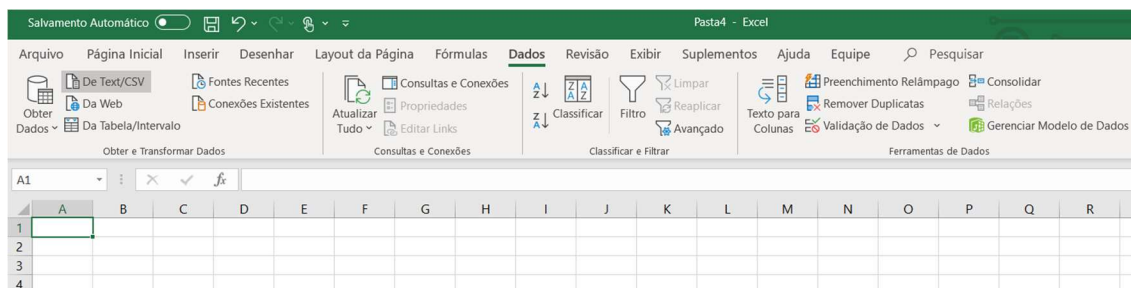 Salvamento Automático
Pasta4 - Excel
Arquivo Página Inicial Inserir Desenhar Layout da Página Fórmulas Dados Revisão Exibir Suplementos Ajuda Equipe Pesquisar
Obter Dados
De Text/CSV
Da Web
Da Tabela/Intervalo
Fontes Recentes
Conexões Existentes
Obter e Transformar Dados
Atualizar Tudo
Consultas e Conexões
Propriedades
Editar Links
Consultas e Conexões
Classificar
Filtro
Limpar
Reaplicar
Avançado
Classificar e Filtrar
Texto para Colunas
Preenchimento Relâmpago
Remover Duplicatas
Validação de Dados
Consolidar
Relações
Gerenciar Modelo de Dados
Ferramentas de Dados
A1
fx
A B C D E F G H I J K L M N O P Q R
1
2
3
4